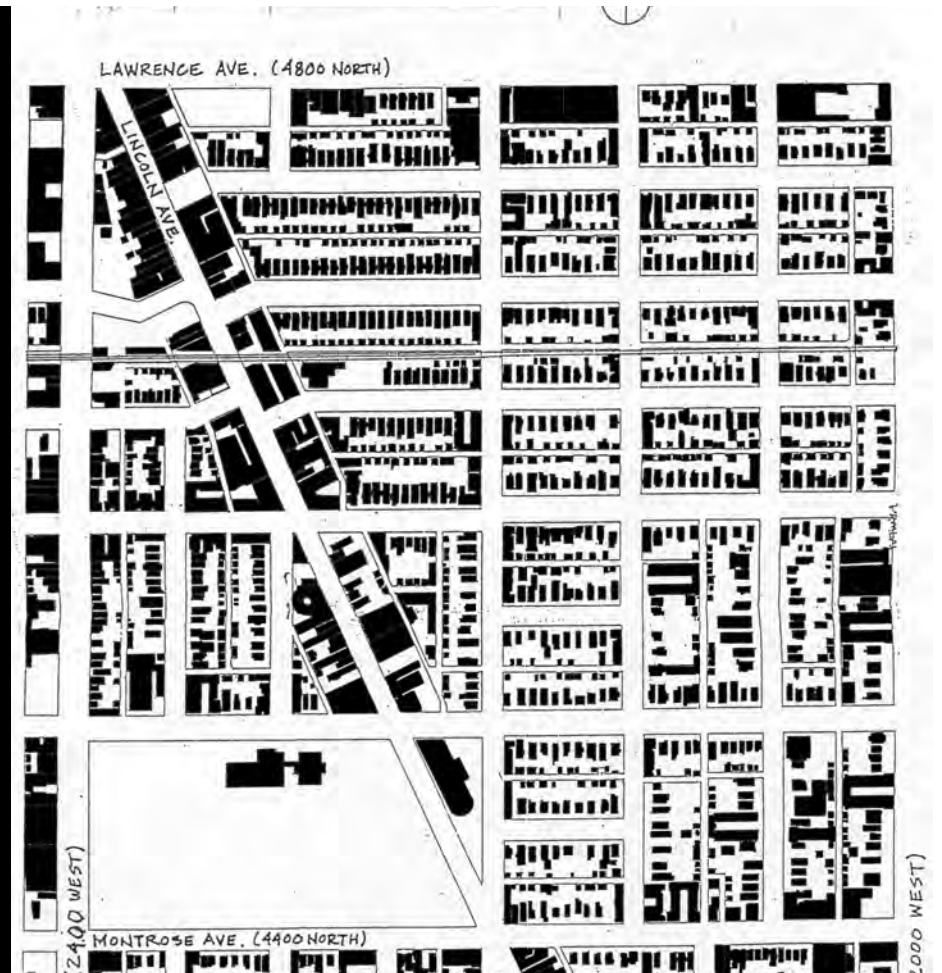 LAWRENCE AVE. (4800 NORTH)
LINCOLN AVE.
(2400 WEST)
MONTROSE AVE. (4400 NORTH)
2000 WEST)